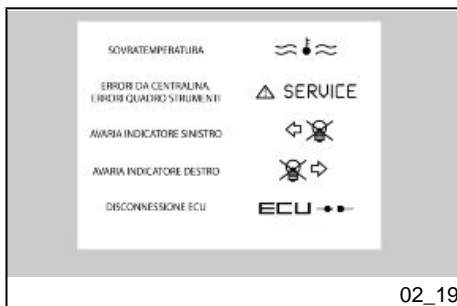 SOVRATEMPERATURA
ERRORI DA CENTRALINA,
ERRORI QUADRO STRUMENTI
SERVICE
AVARIA INDICATORE SINISTRO
AVARIA INDICATORE DESTRO
DISCONNESSIONE ECU
ECU
02_19